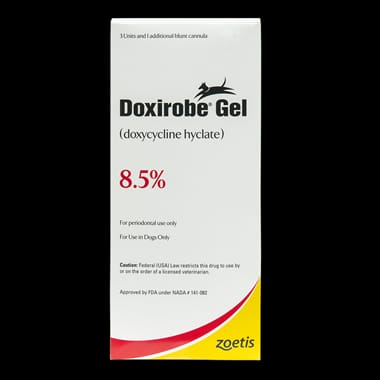 3 Units and 1 additional blunt cannula
Doxirobe® Gel
(doxycycline hyclate)
8.5%
For periodontal use only
For Use in Dogs Only
Caution: Federal (USA) Law restricts this drug to use by
or on the order of a licensed veterinarian.
Approved by FDA under NADA # 141-082
zoetis